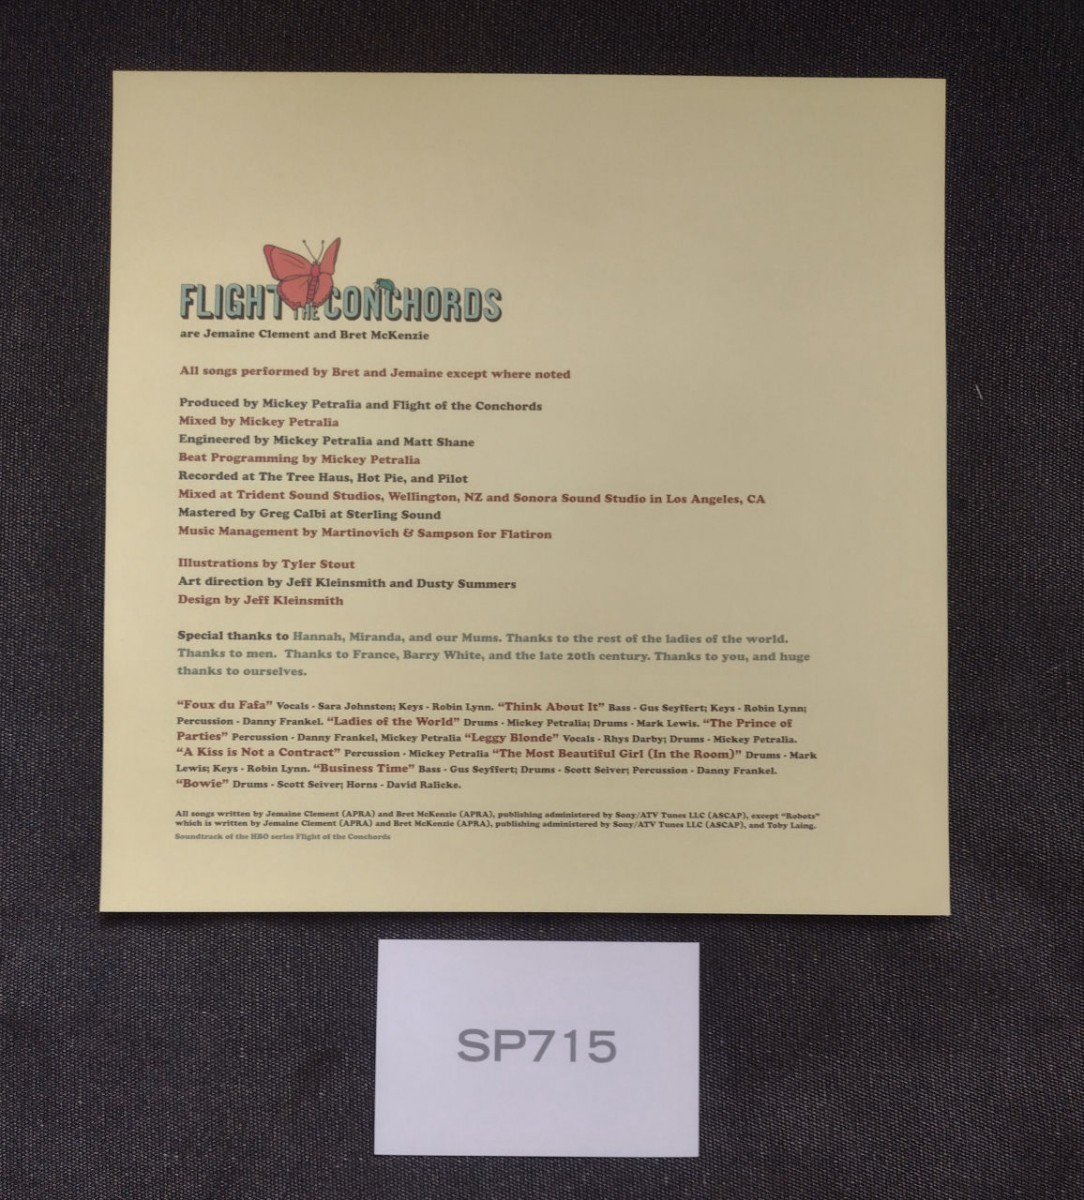 FLIGHT THE CONCHORDS
are Jemaine Clement and Bret McKenzie
All songs performed by Bret and Jemaine except where noted
Produced by Mickey Petralia and Flight of the Conchords
Mixed by Mickey Petralia
Engineered by Mickey Petralia and Matt Shane
Beat Programming by Mickey Petralia
Recorded at The Tree Haus, Hot Pie, and Pilot
Mixed at Trident Sound Studios, Wellington, NZ and Sonora Sound Studio in Los Angeles, CA
Mastered by Greg Calbi at Sterling Sound
Music Management by Martinovich & Sampson for Flatiron
Illustrations by Tyler Stout
Art direction by Jeff Kleinsmith and Dusty Summers
Design by Jeff Kleinsmith
Special thanks to Hannah, Miranda, and our Mums. Thanks to the rest of the ladies of the world.
Thanks to men. Thanks to France, Barry White, and the late 20th century. Thanks to you, and huge
thanks to ourselves.
“Foux du Fafa” Vocals - Sara Johnston; Keys - Robin Lynn. “Think About It” Bass - Gus Seyffert; Keys - Robin Lynn;
Percussion - Danny Frankel. “Ladies of the World” Drums - Mickey Petralia; Drums - Mark Lewis. “The Prince of
Parties” Percussion - Danny Frankel, Mickey Petralia “Leggy Blonde” Vocals - Rhys Darby; Drums - Mickey Petralia.
“A Kiss is Not a Contract” Percussion - Mickey Petralia “The Most Beautiful Girl (In the Room)” Drums - Mark
Lewis; Keys - Robin Lynn. “Business Time” Bass - Gus Seyffert; Drums - Scott Seiver; Percussion - Danny Frankel.
“Bowie” Drums - Scott Seiver; Horns - David Ralicke.
All songs written by Jemaine Clement (APRA) and Bret McKenzie (APRA), publishing administered by Sony/ATV Tunes LLC (ASCAP), except “Robots”
which is written by Jemaine Clement (APRA) and Bret McKenzie (APRA), publishing administered by Sony/ATV Tunes LLC (ASCAP), and Toby Laing.
Soundtrack of the HBO series Flight of the Conchords
SP715